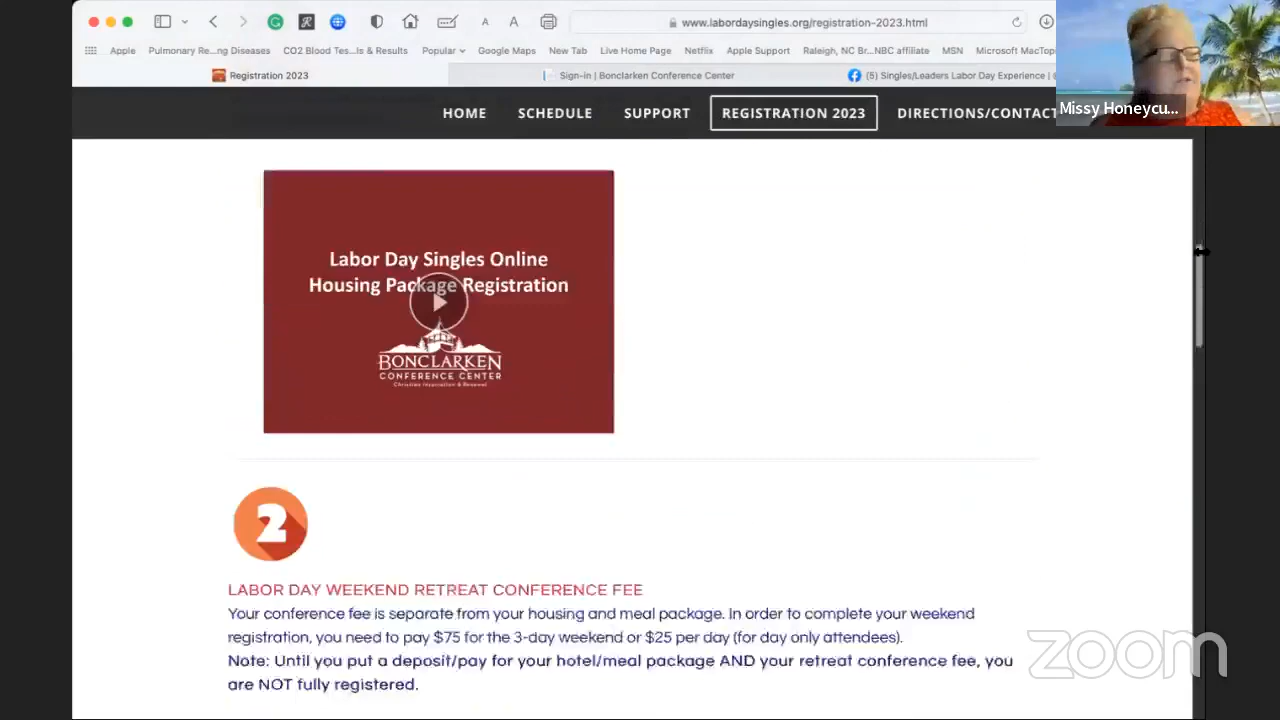 www.labordaysingles.org/registration-2023.html
Apple Pulmonary Re...ng Diseases CO2 Blood Tes...ls & Results Popular Google Maps New Tab Live Home Page Netflix Apple Support Raleigh, NC Br...NBC affiliate MSN Microsoft MacTop
Registration 2023 Sign-in | Bonclarken Conference Center (5) Singles/Leaders Labor Day Experience |
HOME SCHEDULE SUPPORT REGISTRATION 2023 DIRECTIONS/CONTACT
Missy Honeycu...
Labor Day Singles Online
Housing Package Registration
BONCLARKEN
CONFERENCE CENTER
Christian Inspiration & Renewal
2
LABOR DAY WEEKEND RETREAT CONFERENCE FEE
Your conference fee is separate from your housing and meal package. In order to complete your weekend
registration, you need to pay $75 for the 3-day weekend or $25 per day (for day only attendees).
Note: Until you put a deposit/pay for your hotel/meal package AND your retreat conference fee, you
are NOT fully registered.
zoom